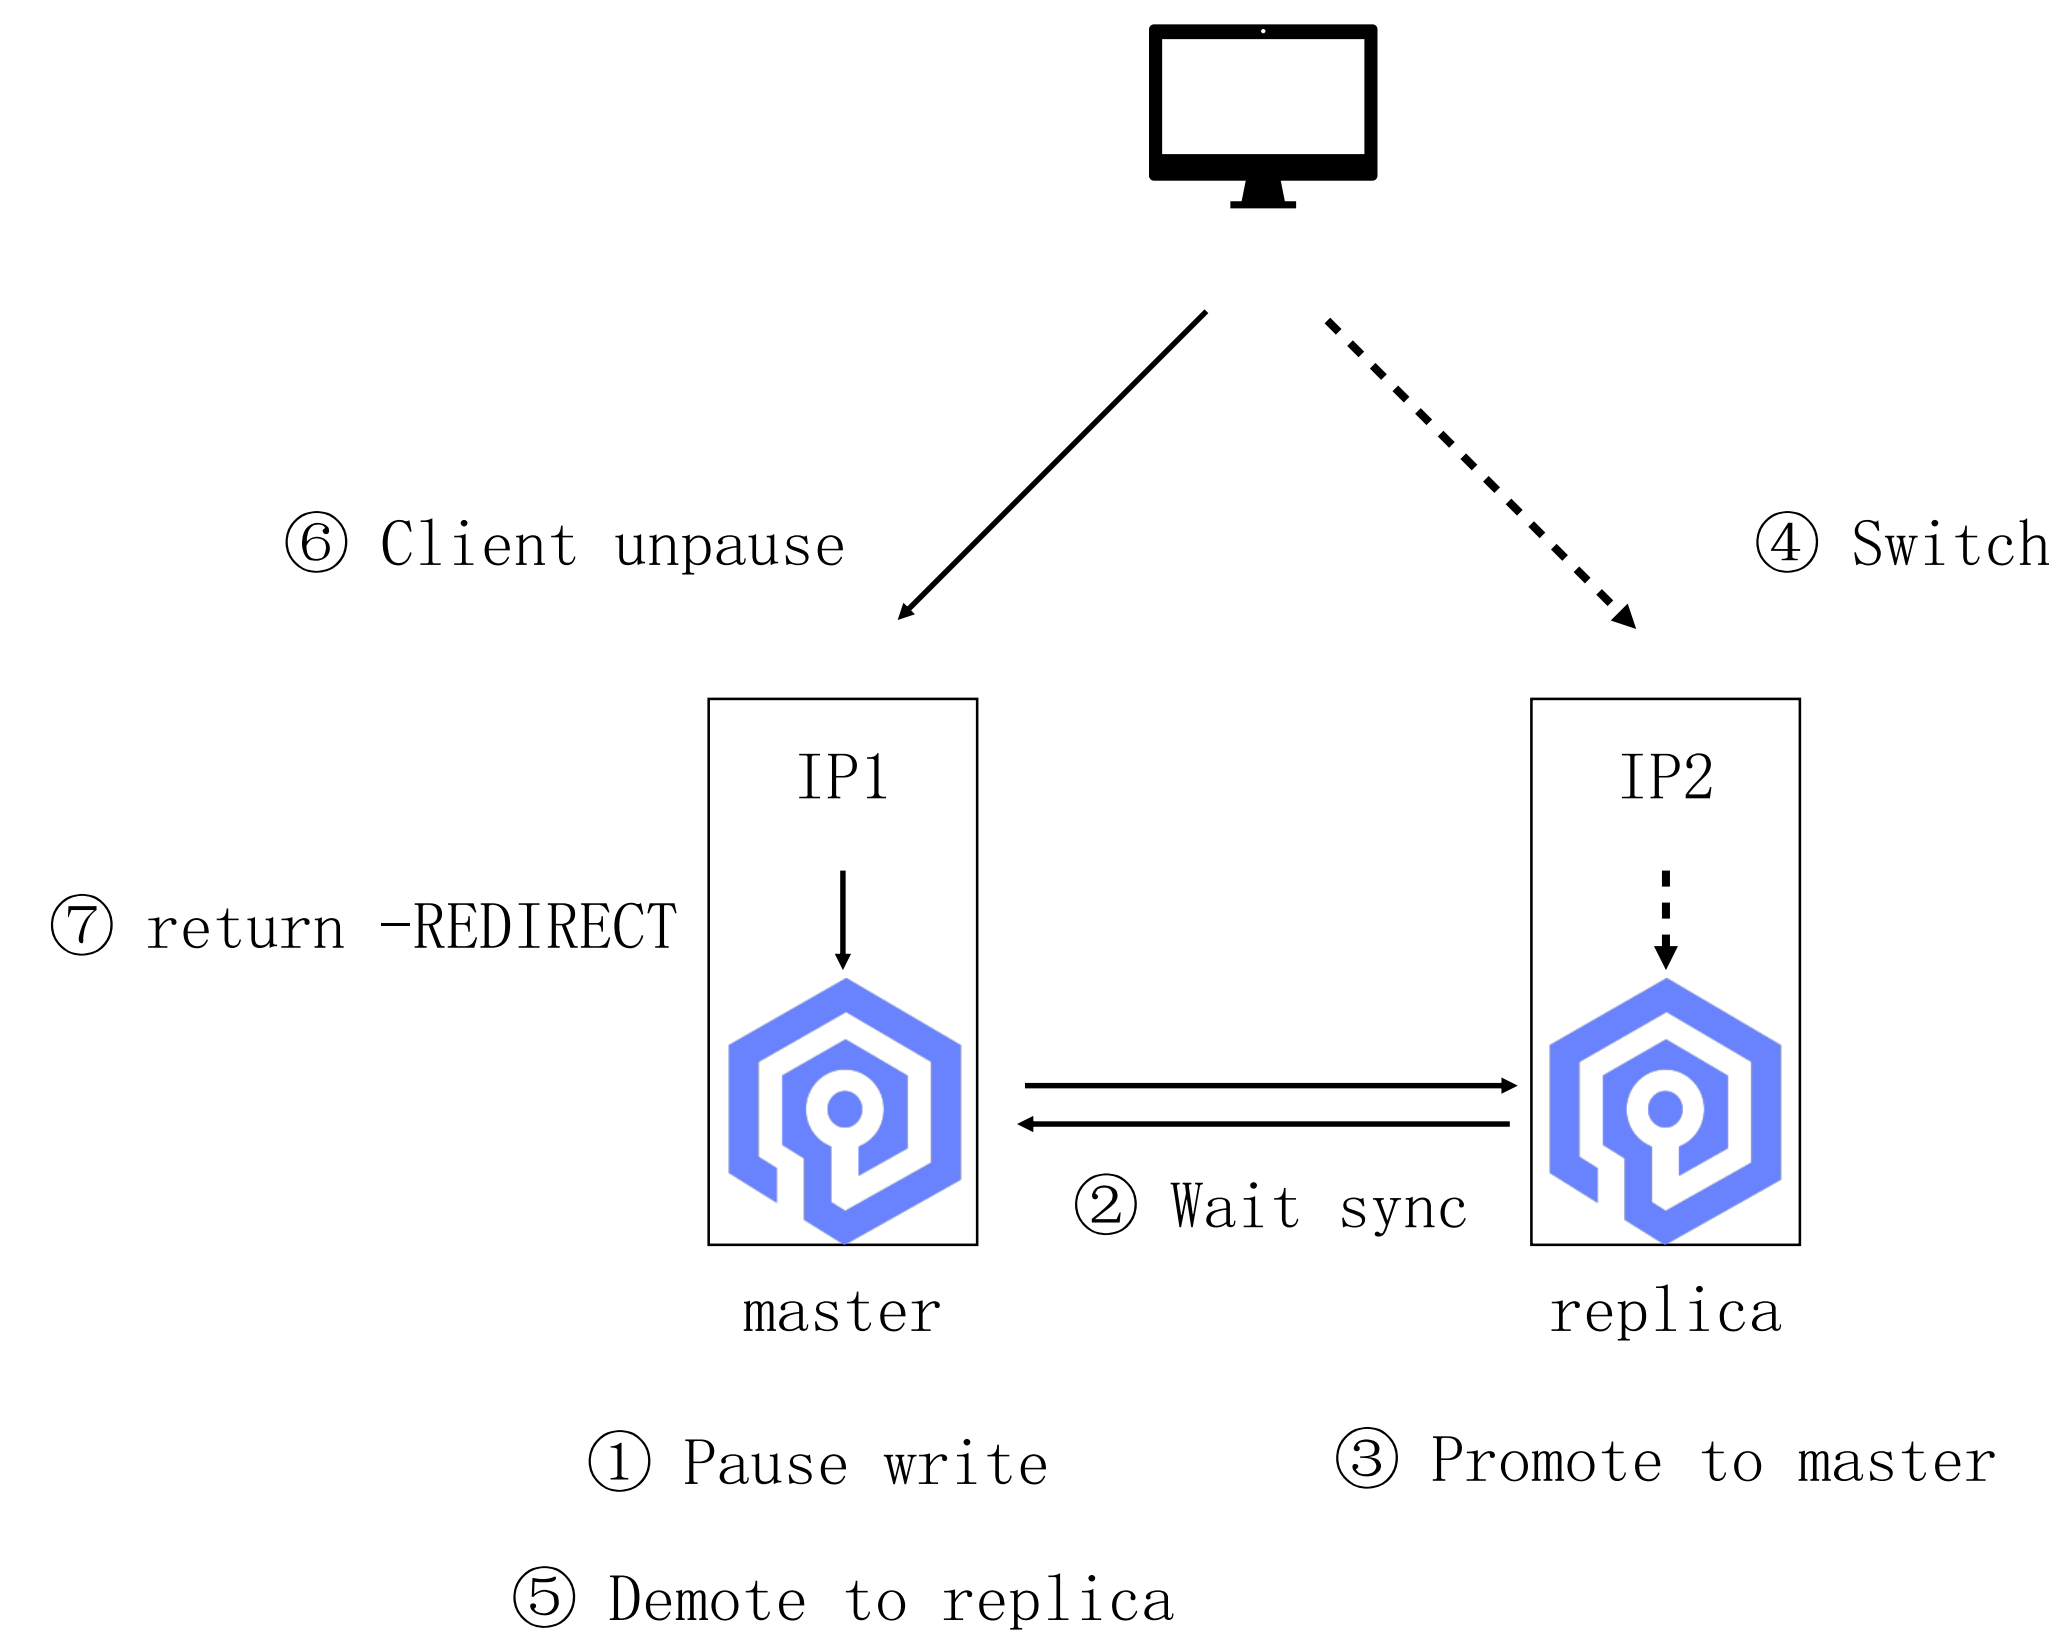 ⑥ Client unpause
④ Switch
IP1
IP2
⑦ return -REDIRECT
② Wait sync
master
replica
① Pause write
③ Promote to master
⑤ Demote to replica